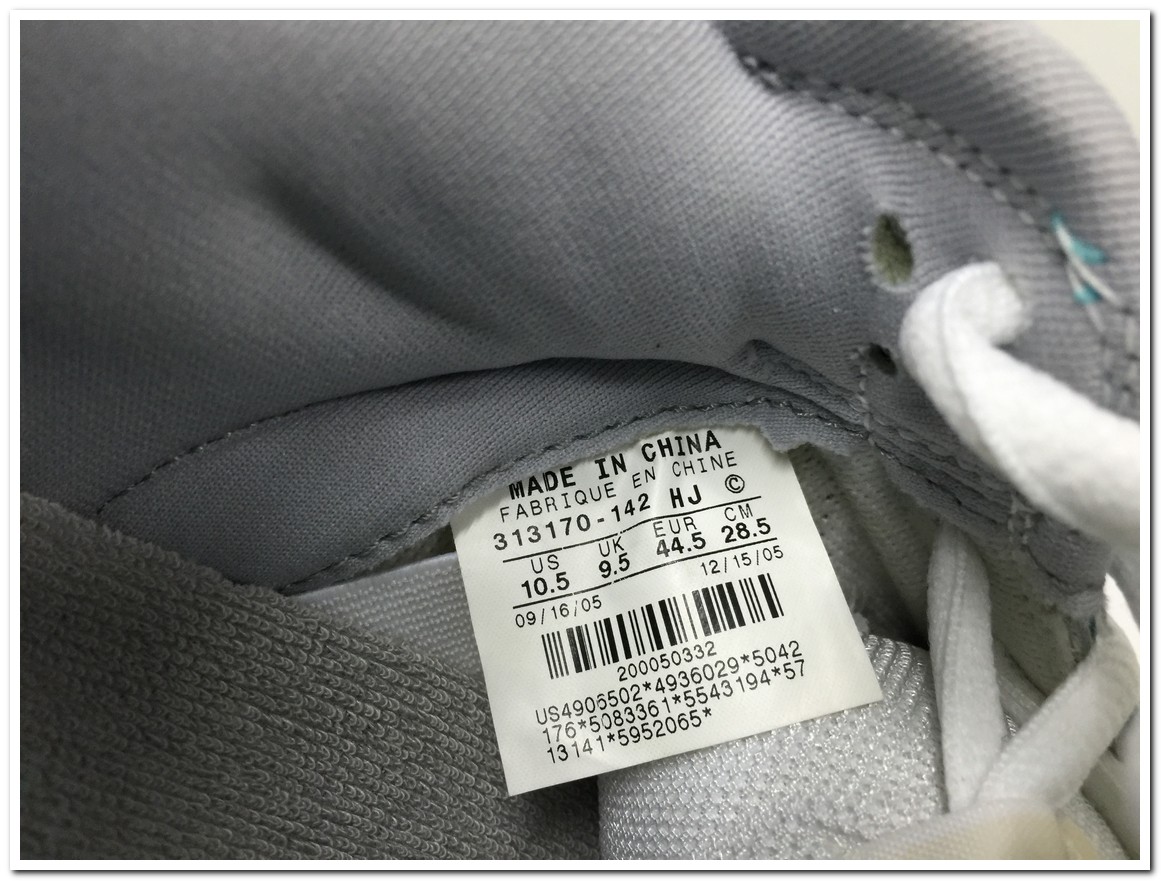 MADE IN CHINA
FABRIQUE EN CHINE
313170-142 HJ ©
US UK EUR CM
10.5 9.5 44.5 28.5
09/16/05 12/15/05
200050332
US4906502*4936029*5042
176*5083361*5543194*57
13141*5952065*